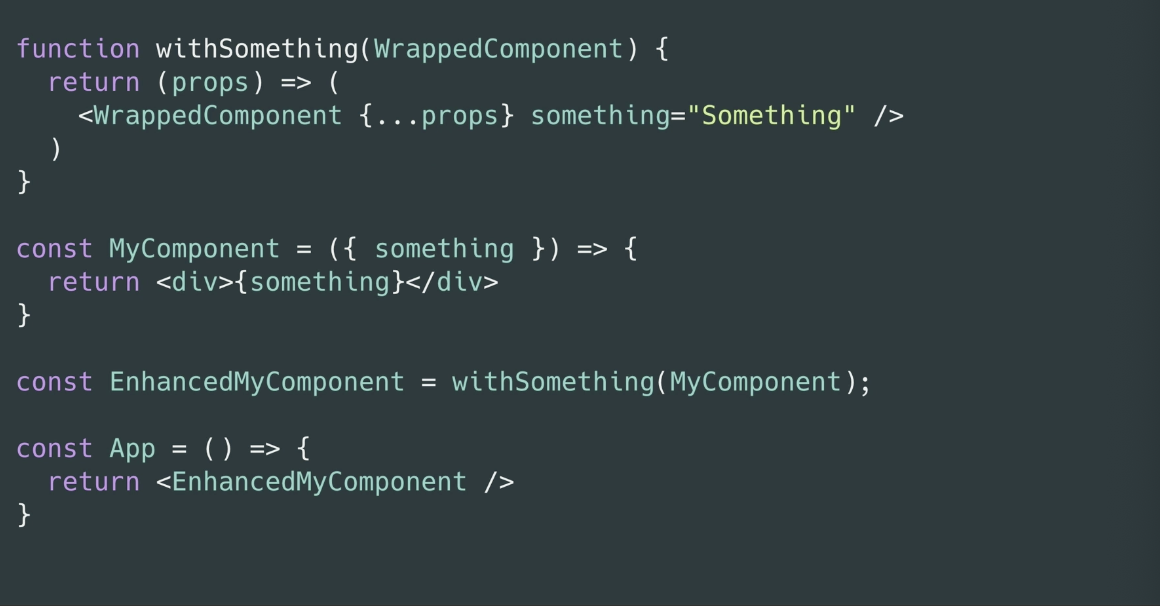 function withSomething(WrappedComponent) {
  return (props) => (
    <WrappedComponent {...props} something="Something" />
  )
}

const MyComponent = ({ something }) => {
  return <div>{something}</div>
}

const EnhancedMyComponent = withSomething(MyComponent);

const App = () => {
  return <EnhancedMyComponent />
}